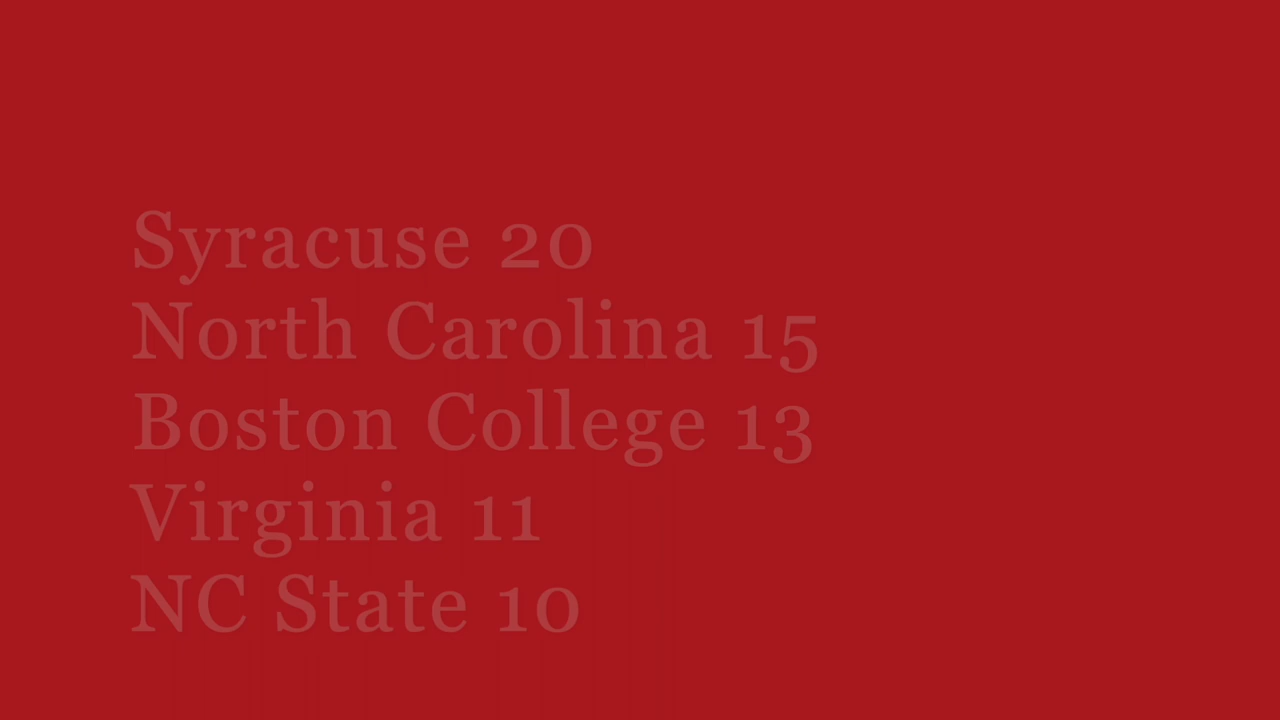 Syracuse 20
North Carolina 15
Boston College 13
Virginia 11
NC State 10